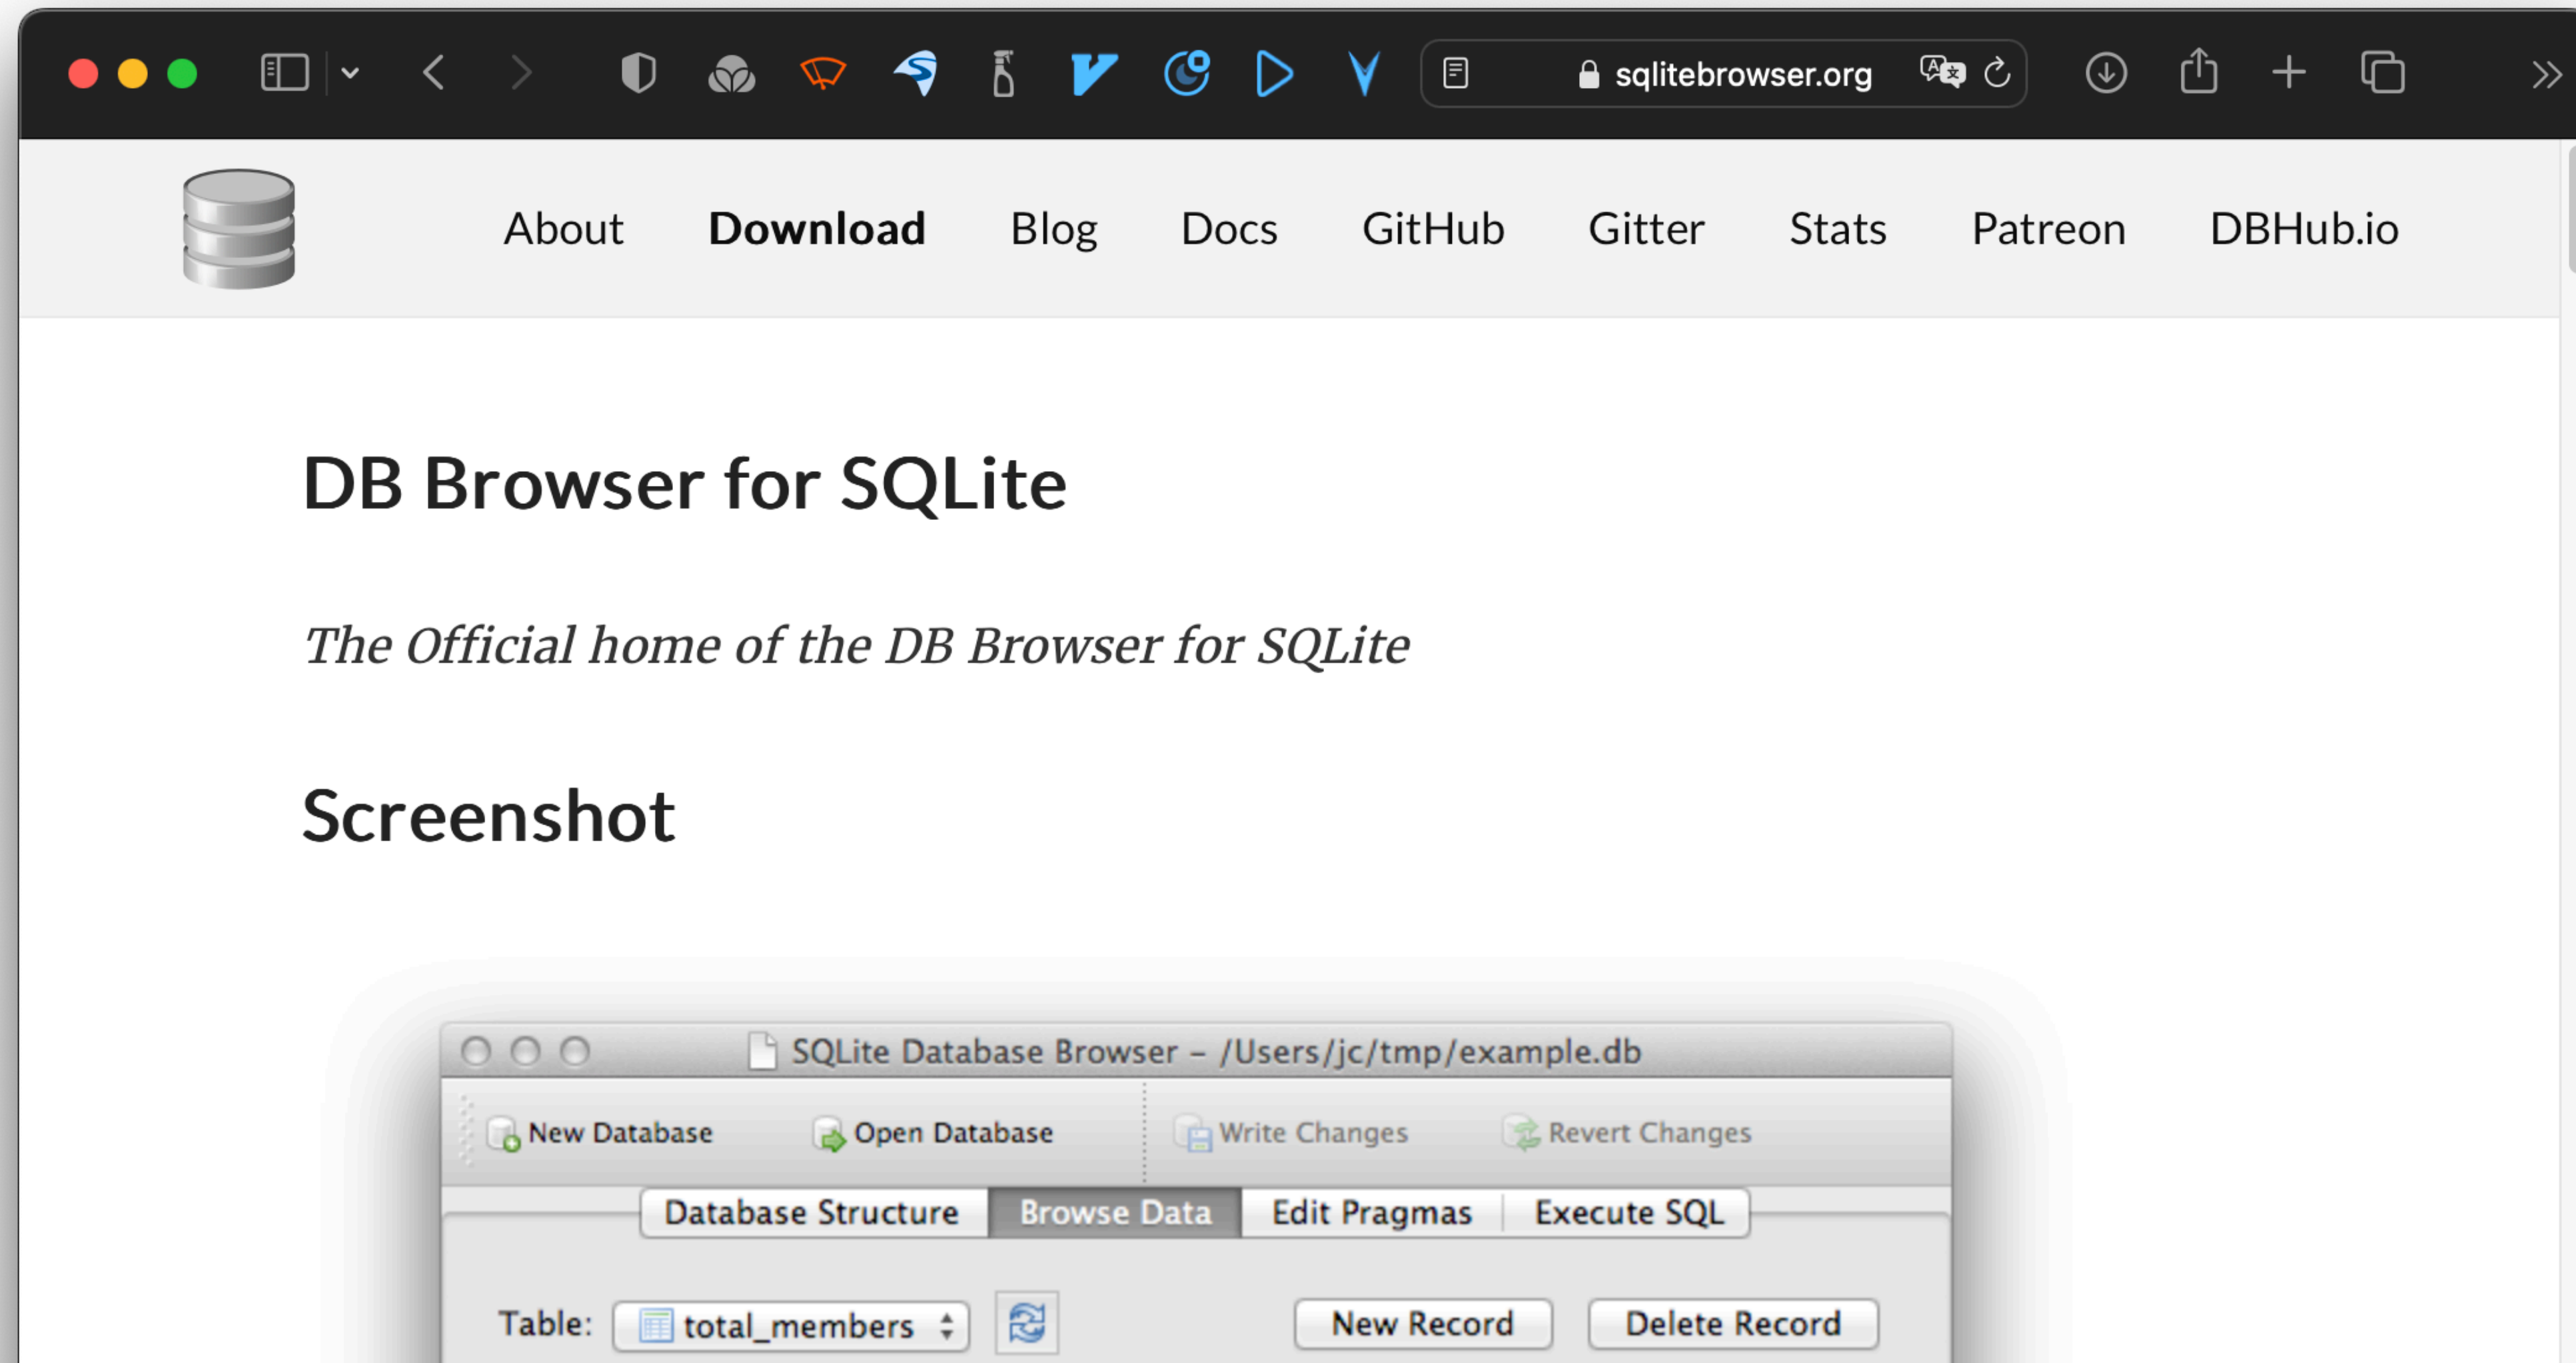 sqlitebrowser.org
About Download Blog Docs GitHub Gitter Stats Patreon DBHub.io
DB Browser for SQLite
The Official home of the DB Browser for SQLite
Screenshot
SQLite Database Browser – /Users/jc/tmp/example.db
New Database Open Database Write Changes Revert Changes
Database Structure Browse Data Edit Pragmas Execute SQL
Table: total_members New Record Delete Record